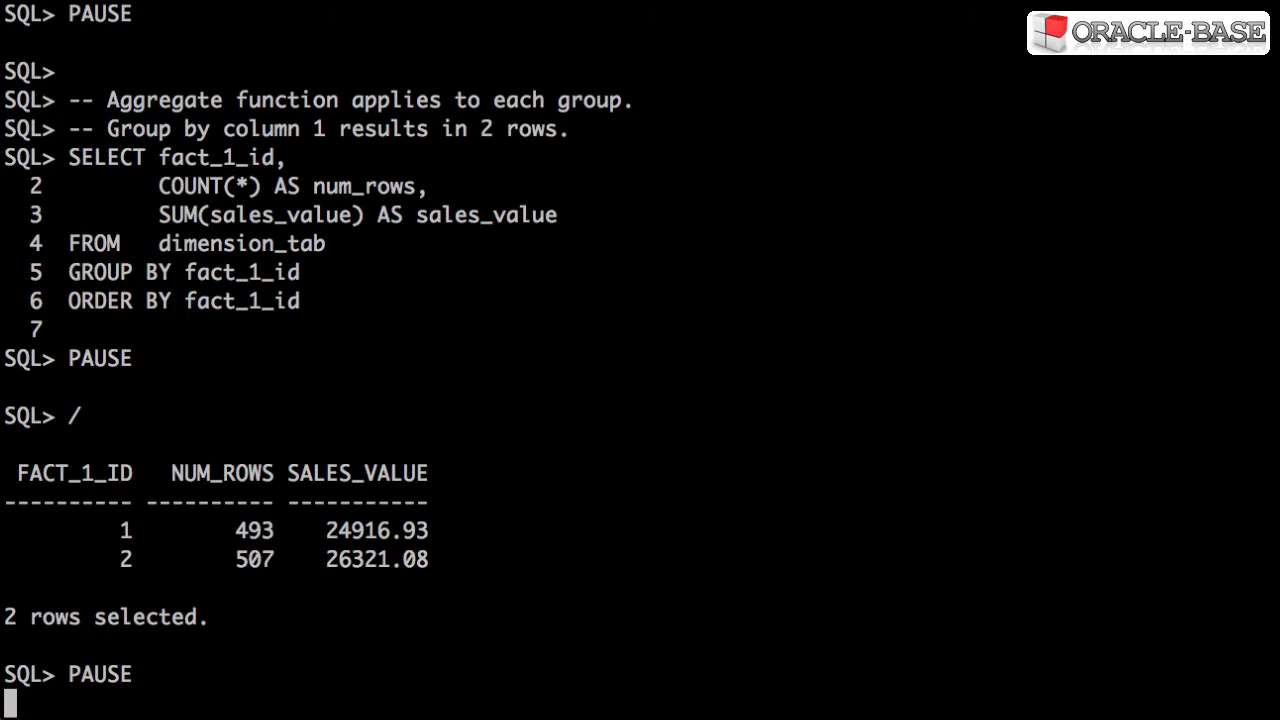 SQL> PAUSE
ORACLE-BASE
SQL>
SQL> -- Aggregate function applies to each group.
SQL> -- Group by column 1 results in 2 rows.
SQL> SELECT fact_1_id,
  2         COUNT(*) AS num_rows,
  3         SUM(sales_value) AS sales_value
  4  FROM   dimension_tab
  5  GROUP BY fact_1_id
  6  ORDER BY fact_1_id
  7
SQL> PAUSE
SQL> /
 FACT_1_ID   NUM_ROWS SALES_VALUE
---------- ---------- -----------
         1        493    24916.93
         2        507    26321.08
2 rows selected.
SQL> PAUSE